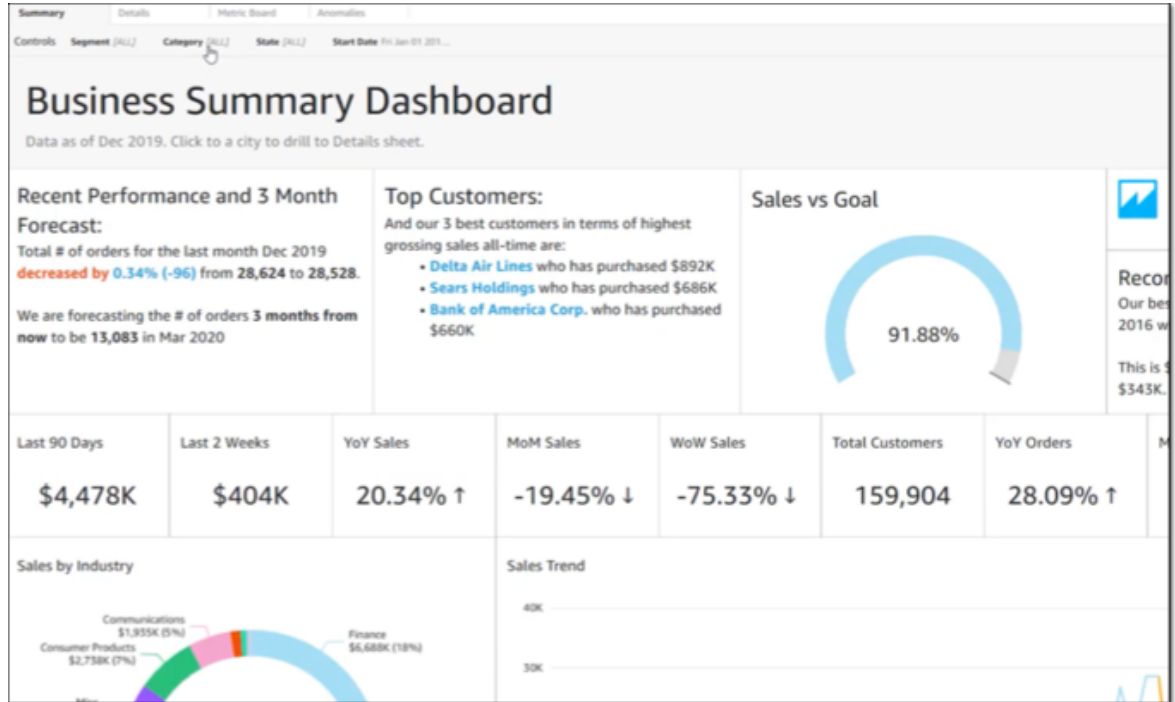 Summary Details Metric Board Anomalies
Controls Segment [ALL] Category [ALL] State [ALL] Start Date Fri Jan 01 201...
Business Summary Dashboard
Data as of Dec 2019. Click to a city to drill to Details sheet.
Recent Performance and 3 Month
Forecast:
Total # of orders for the last month Dec 2019
decreased by 0.34% (-96) from 28,624 to 28,528.
We are forecasting the # of orders 3 months from
now to be 13,083 in Mar 2020
Top Customers:
And our 3 best customers in terms of highest
grossing sales all-time are:
• Delta Air Lines who has purchased $892K
• Sears Holdings who has purchased $686K
• Bank of America Corp. who has purchased
$660K
Sales vs Goal
91.88%
Recor
Our bes
2016 w
This is $
$343K.
Last 90 Days
$4,478K
Last 2 Weeks
$404K
YoY Sales
20.34% ↑
MoM Sales
-19.45% ↓
WoW Sales
-75.33% ↓
Total Customers
159,904
YoY Orders
28.09% ↑
M
Sales by Industry
Communications
$1,935K (5%)
Consumer Products
$2,738K (7%)
Finance
$6,688K (18%)
Sales Trend
40K
30K